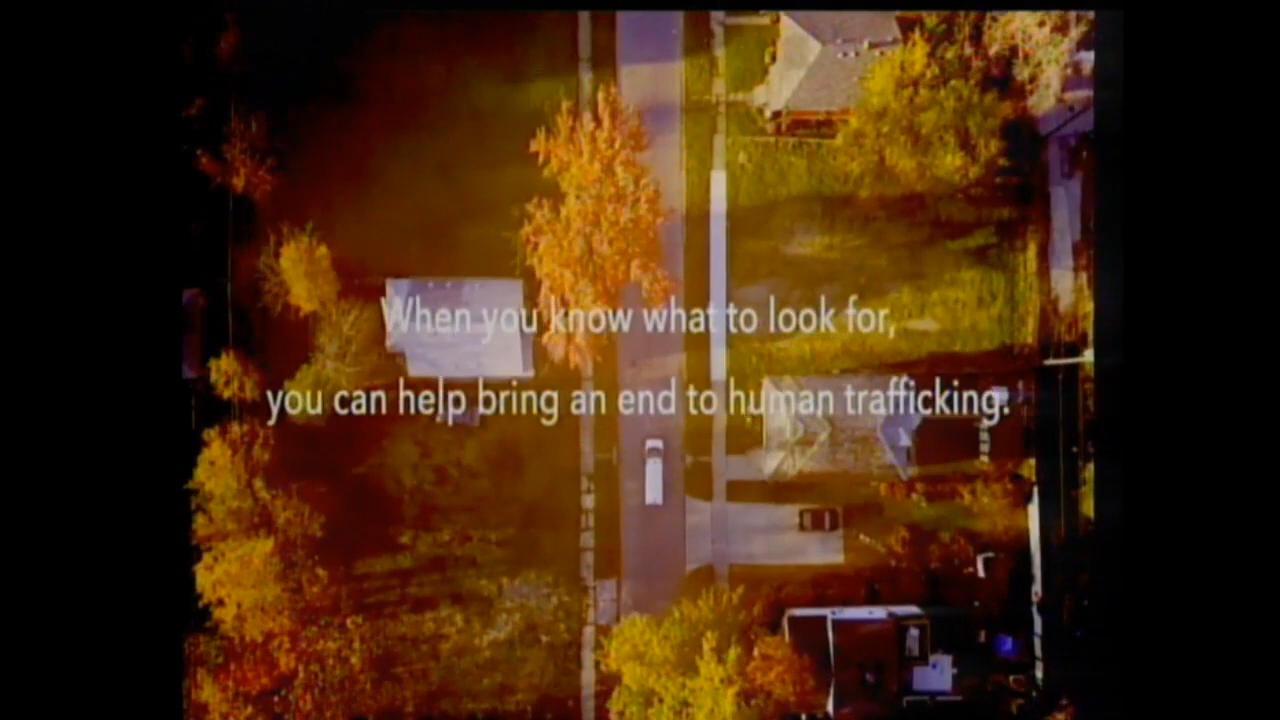 When you know what to look for,
you can help bring an end to human trafficking.